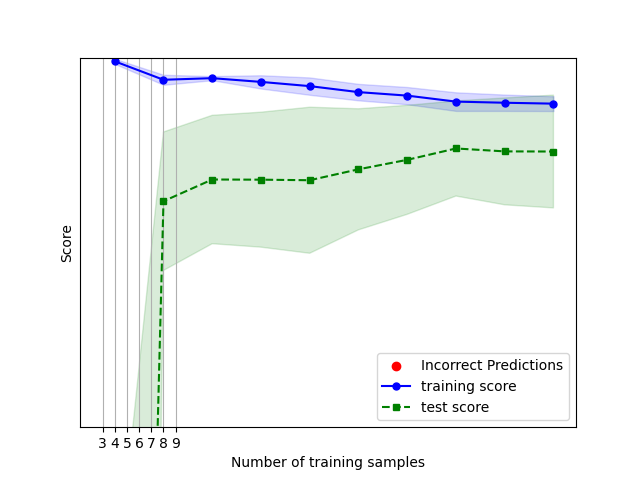 Score
Incorrect Predictions
training score
test score
3 4 5 6 7 8 9
Number of training samples